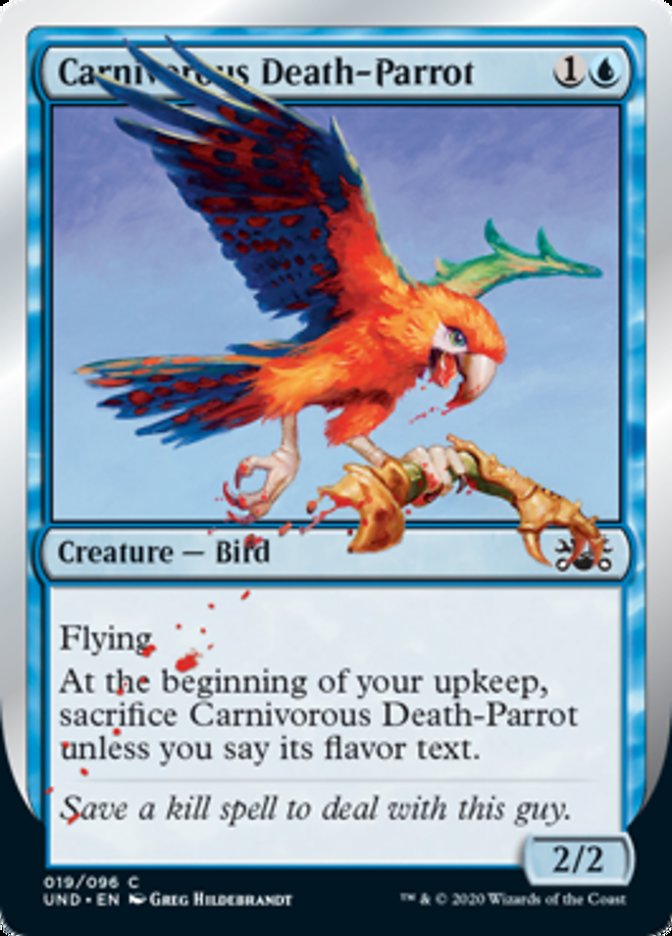 Carnivorous Death-Parrot 1
Creature — Bird
Flying
At the beginning of your upkeep,
sacrifice Carnivorous Death-Parrot
unless you say its flavor text.
Save a kill spell to deal with this guy.
2/2
019/096 C
UND • EN Greg Hildebrandt ™ & © 2020 Wizards of the Coast